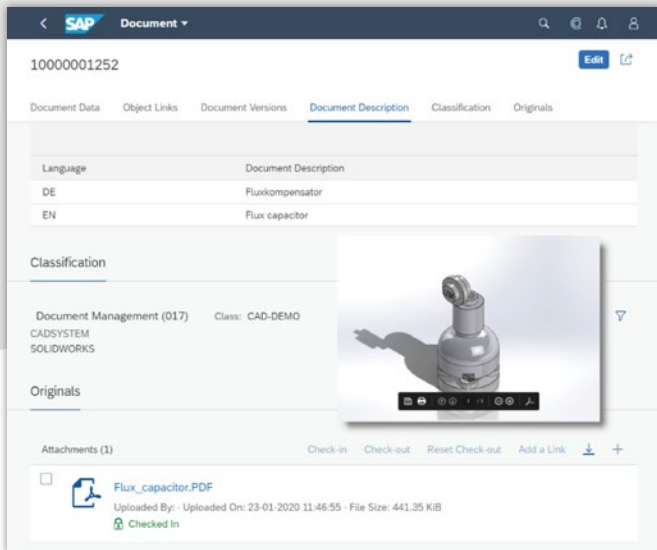 SAP Document
10000001252
Edit
Document Data Object Links Document Versions Document Description Classification Originals
Language Document Description
DE Fluxkompensator
EN Flux capacitor
Classification
Document Management (017) Class: CAD-DEMO
CADSYSTEM
SOLIDWORKS
Originals
Attachments (1) Check-in Check-out Reset Check-out Add a Link
Flux_capacitor.PDF
Uploaded By: · Uploaded On: 23-01-2020 11:46:55 · File Size: 441.35 KiB
Checked In